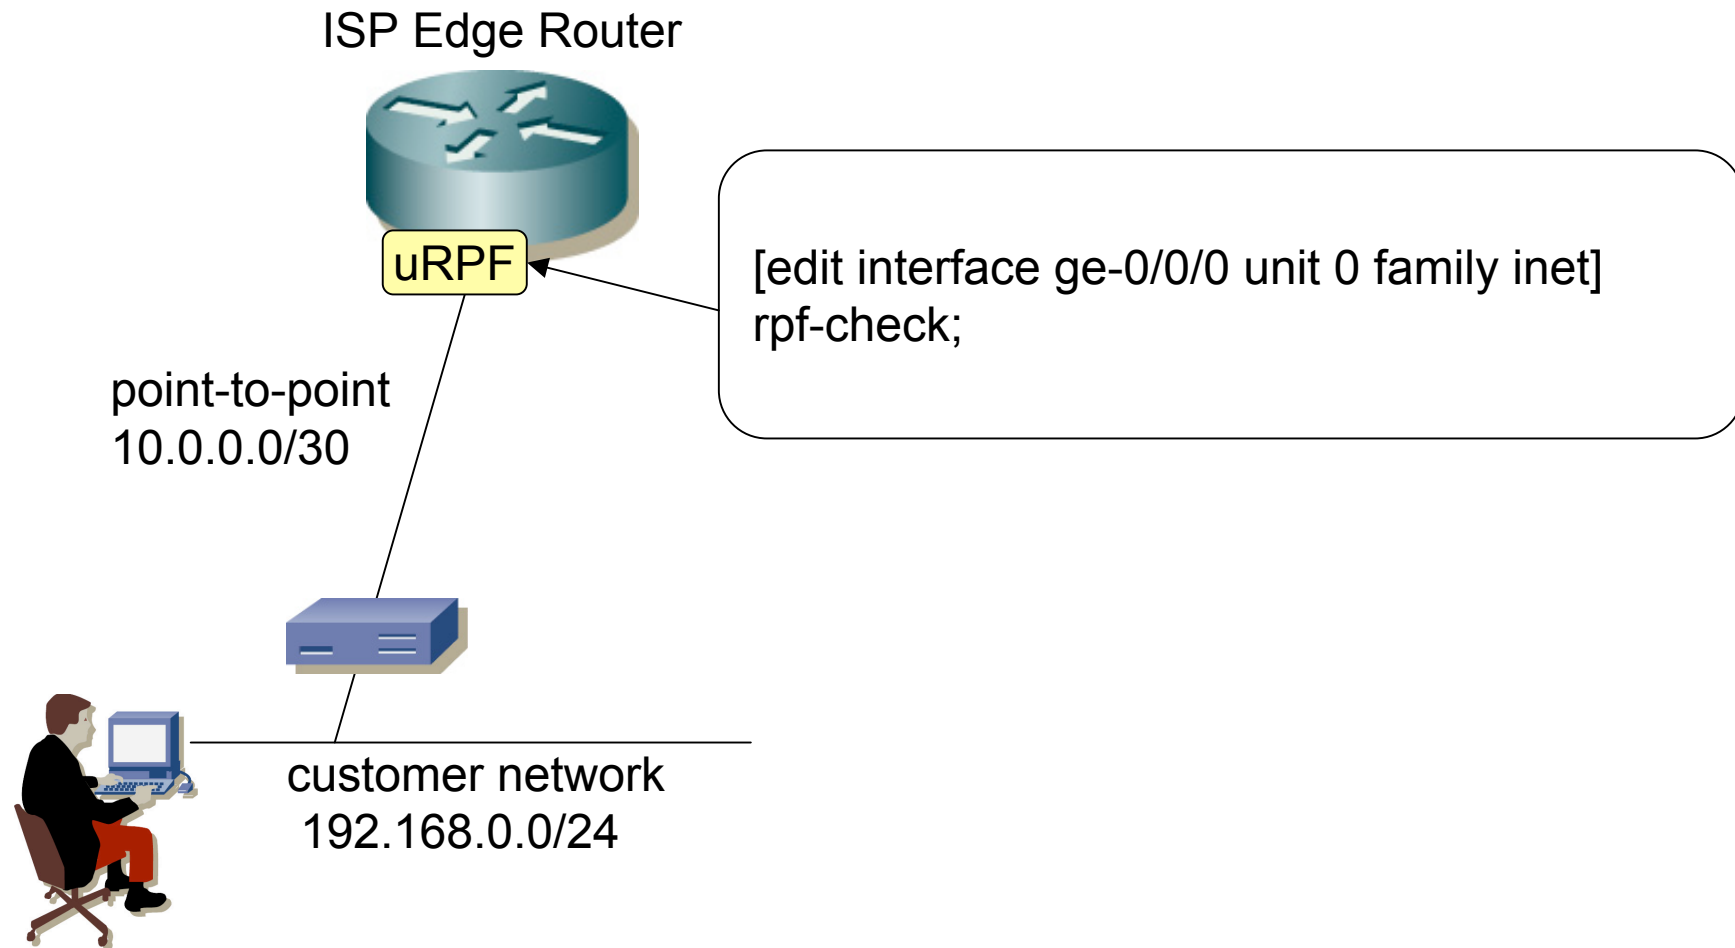 ISP Edge Router
uRPF
[edit interface ge-0/0/0 unit 0 family inet]
rpf-check;
point-to-point
10.0.0.0/30
customer network
192.168.0.0/24